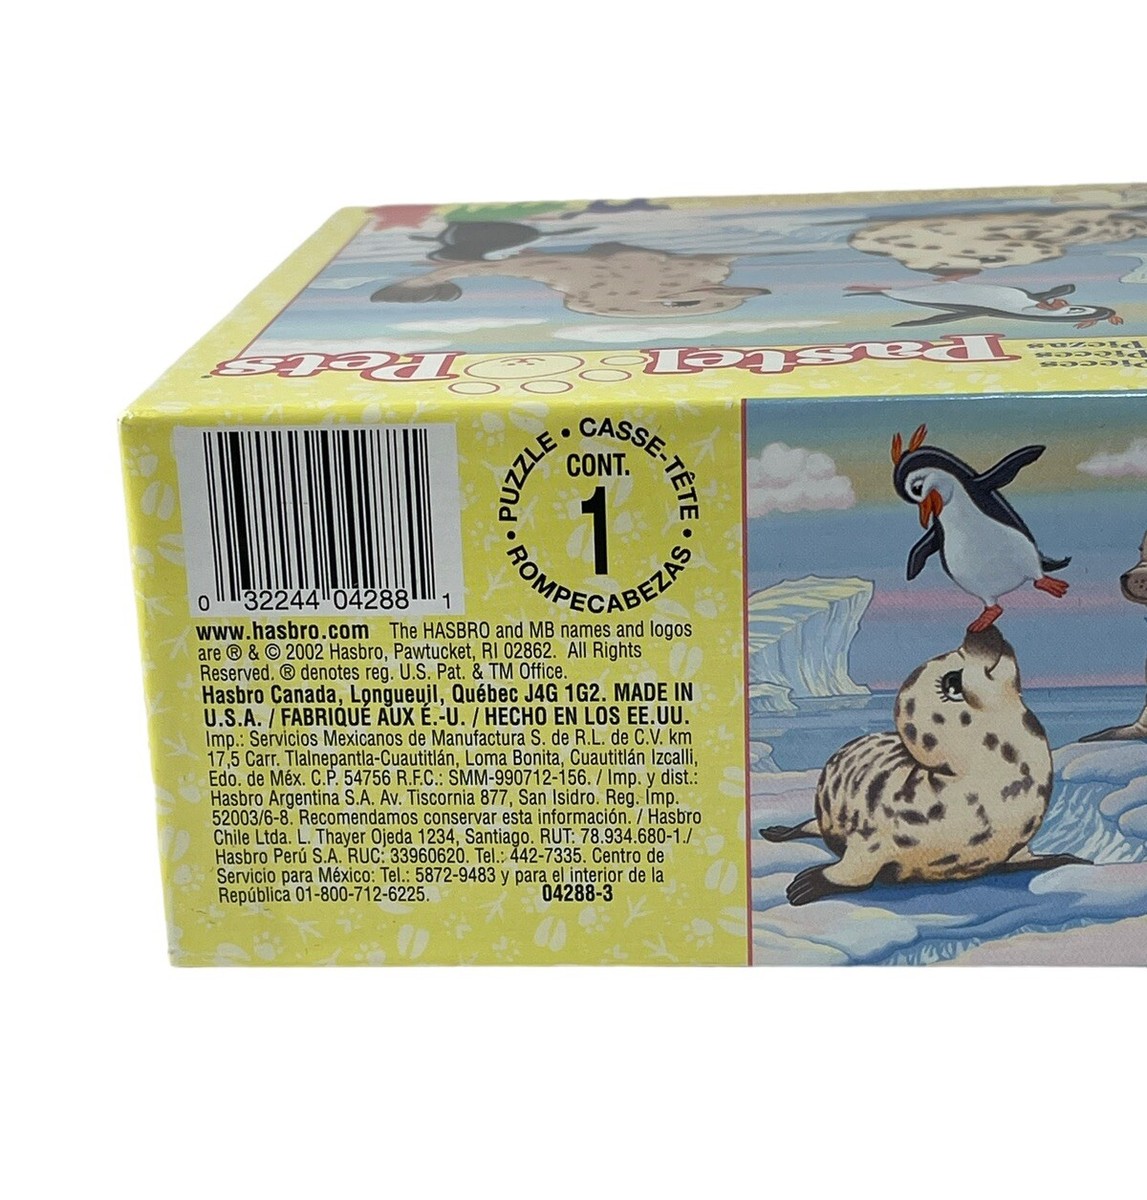 Pieces
Pieces
Piezas
Pastel Pets
PUZZLE • CASSE-TÊTE • ROMPECABEZAS •
CONT.
1
0 32244 04288 1
www.hasbro.com The HASBRO and MB names and logos
are ® & © 2002 Hasbro, Pawtucket, RI 02862. All Rights
Reserved. ® denotes reg. U.S. Pat. & TM Office.
Hasbro Canada, Longueuil, Québec J4G 1G2. MADE IN
U.S.A. / FABRIQUÉ AUX É.-U. / HECHO EN LOS EE.UU.
Imp.: Servicios Mexicanos de Manufactura S. de R.L. de C.V. km
17,5 Carr. Tlalnepantla-Cuautitlán, Loma Bonita, Cuautitlán Izcalli,
Edo. de Méx. C.P. 54756 R.F.C.: SMM-990712-156. / Imp. y dist.:
Hasbro Argentina S.A. Av. Tiscornia 877, San Isidro. Reg. Imp.
52003/6-8. Recomendamos conservar esta información. / Hasbro
Chile Ltda. L. Thayer Ojeda 1234, Santiago. RUT: 78.934.680-1./
Hasbro Perú S.A. RUC: 33960620. Tel.: 442-7335. Centro de
Servicio para México: Tel.: 5872-9483 y para el interior de la
República 01-800-712-6225. 04288-3